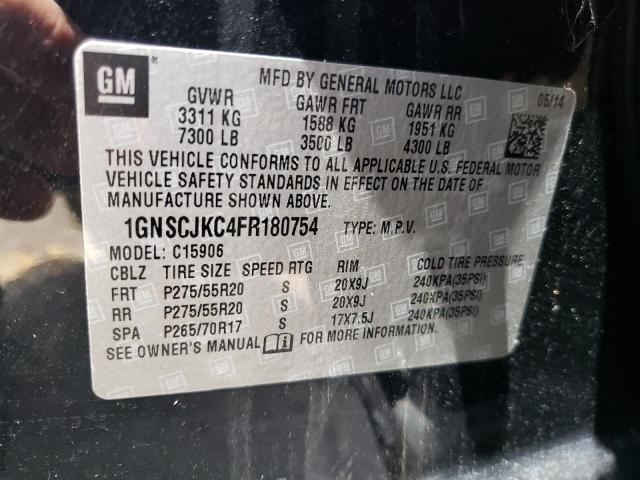 GM ®
MFD BY GENERAL MOTORS LLC
GVWR GAWR FRT GAWR RR 05/14
3311 KG 1588 KG 1951 KG
7300 LB 3500 LB 4300 LB
THIS VEHICLE CONFORMS TO ALL APPLICABLE U.S. FEDERAL MOTOR
VEHICLE SAFETY STANDARDS IN EFFECT ON THE DATE OF
MANUFACTURE SHOWN ABOVE.
1GNSCJKC4FR180754 TYPE: M.P.V.
MODEL: C15906
CBLZ TIRE SIZE SPEED RTG RIM COLD TIRE PRESSURE
FRT P275/55R20 S 20X9J 240KPA(35PSI)
RR P275/55R20 S 20X9J 240KPA(35PSI)
SPA P265/70R17 S 17X7.5J 240KPA(35PSI)
SEE OWNER'S MANUAL i FOR MORE INFORMATION.